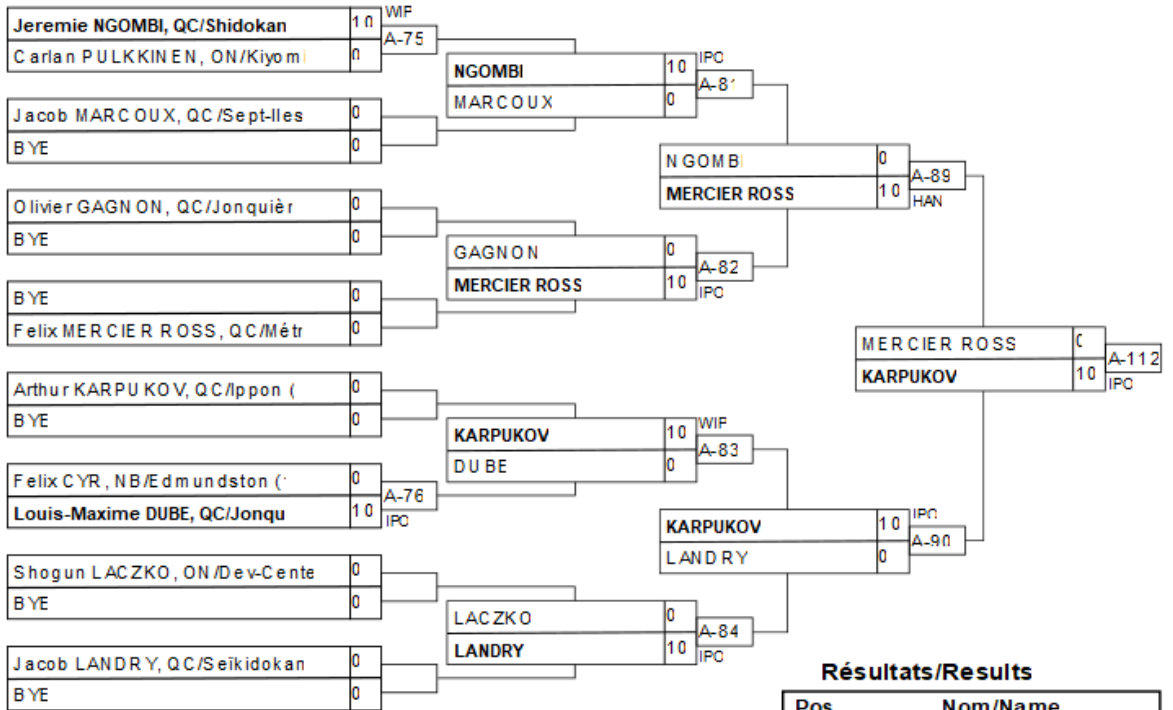 Jeremie NGOMBI, QC/Shidokan 10 WIF
Carlan PULKKINEN, ON/Kiyomi 0 A-75
NGOMBI 10 IPC
MARCOUX 0 A-81
Jacob MARCOUX, QC/Sept-Iles 0
BYE 0
NGOMBI 0 A-89
MERCIER ROSS 10 HAN
Olivier GAGNON, QC/Jonquièr 0
BYE 0
GAGNON 0 A-82
MERCIER ROSS 10 IPC
BYE 0
Felix MERCIER ROSS, QC/Métr 0
MERCIER ROSS 0 A-112
KARPUKOV 10 IPC
Arthur KARPUKOV, QC/Ippon ( 0
BYE 0
KARPUKOV 10 WIF
DUBE 0 A-83
Felix CYR, NB/Edmundston ( 0 A-76
Louis-Maxime DUBE, QC/Jonqu 10 IPC
KARPUKOV 10 IPC
LANDRY 0 A-90
Shogun LACZKO, ON/Dev-Cente 0
BYE 0
LACZKO 0 A-84
LANDRY 10 IPC
Jacob LANDRY, QC/Seïkidokan 0
BYE 0
Résultats/Results
Pos Nom/Name